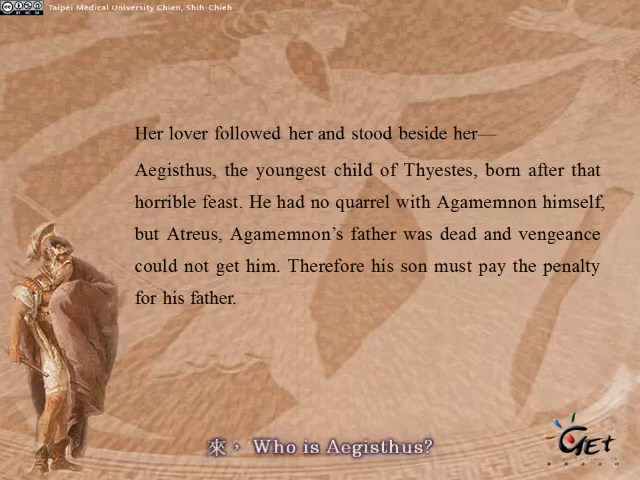 Taipei Medical University Chien, Shih-Chieh
Her lover followed her and stood beside her—
Aegisthus, the youngest child of Thyestes, born after that
horrible feast. He had no quarrel with Agamemnon himself,
but Atreus, Agamemnon’s father was dead and vengeance
could not get him. Therefore his son must pay the penalty
for his father.
來， Who is Aegisthus?
GET